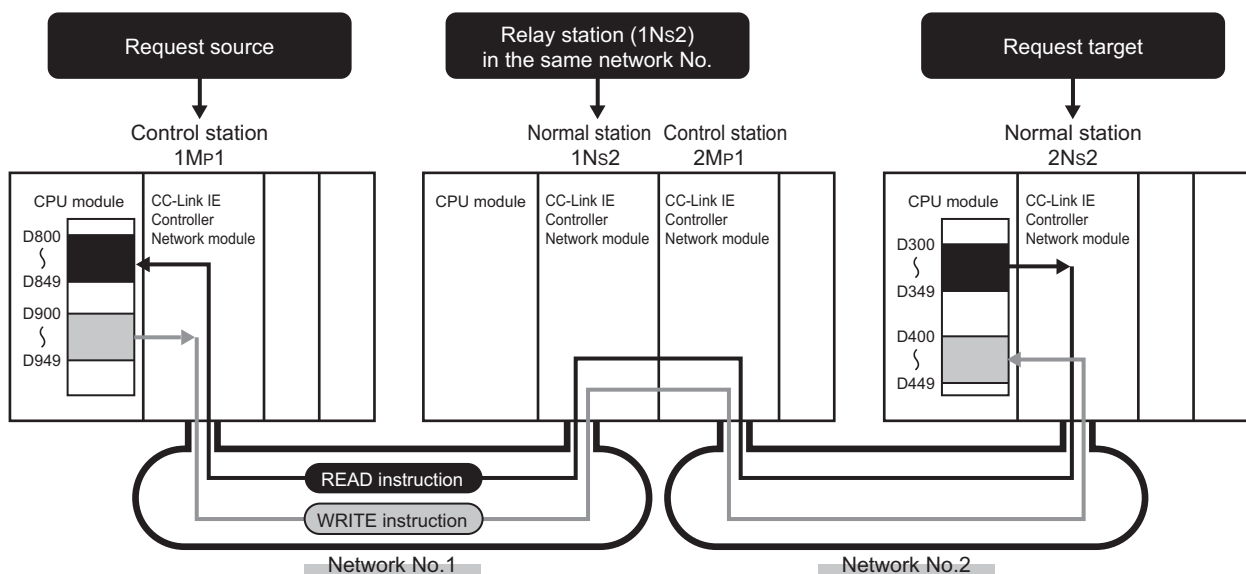 Request source
Relay station (1Ns2)
in the same network No.
Request target
Control station
1MP1
Normal station
1Ns2
Control station
2MP1
Normal station
2Ns2
CPU module
CC-Link IE
Controller
Network module
D800
D849
D900
D949
CPU module
CC-Link IE
Controller
Network module
CC-Link IE
Controller
Network module
CPU module
CC-Link IE
Controller
Network module
D300
D349
D400
D449
READ instruction
WRITE instruction
Network No.1
Network No.2